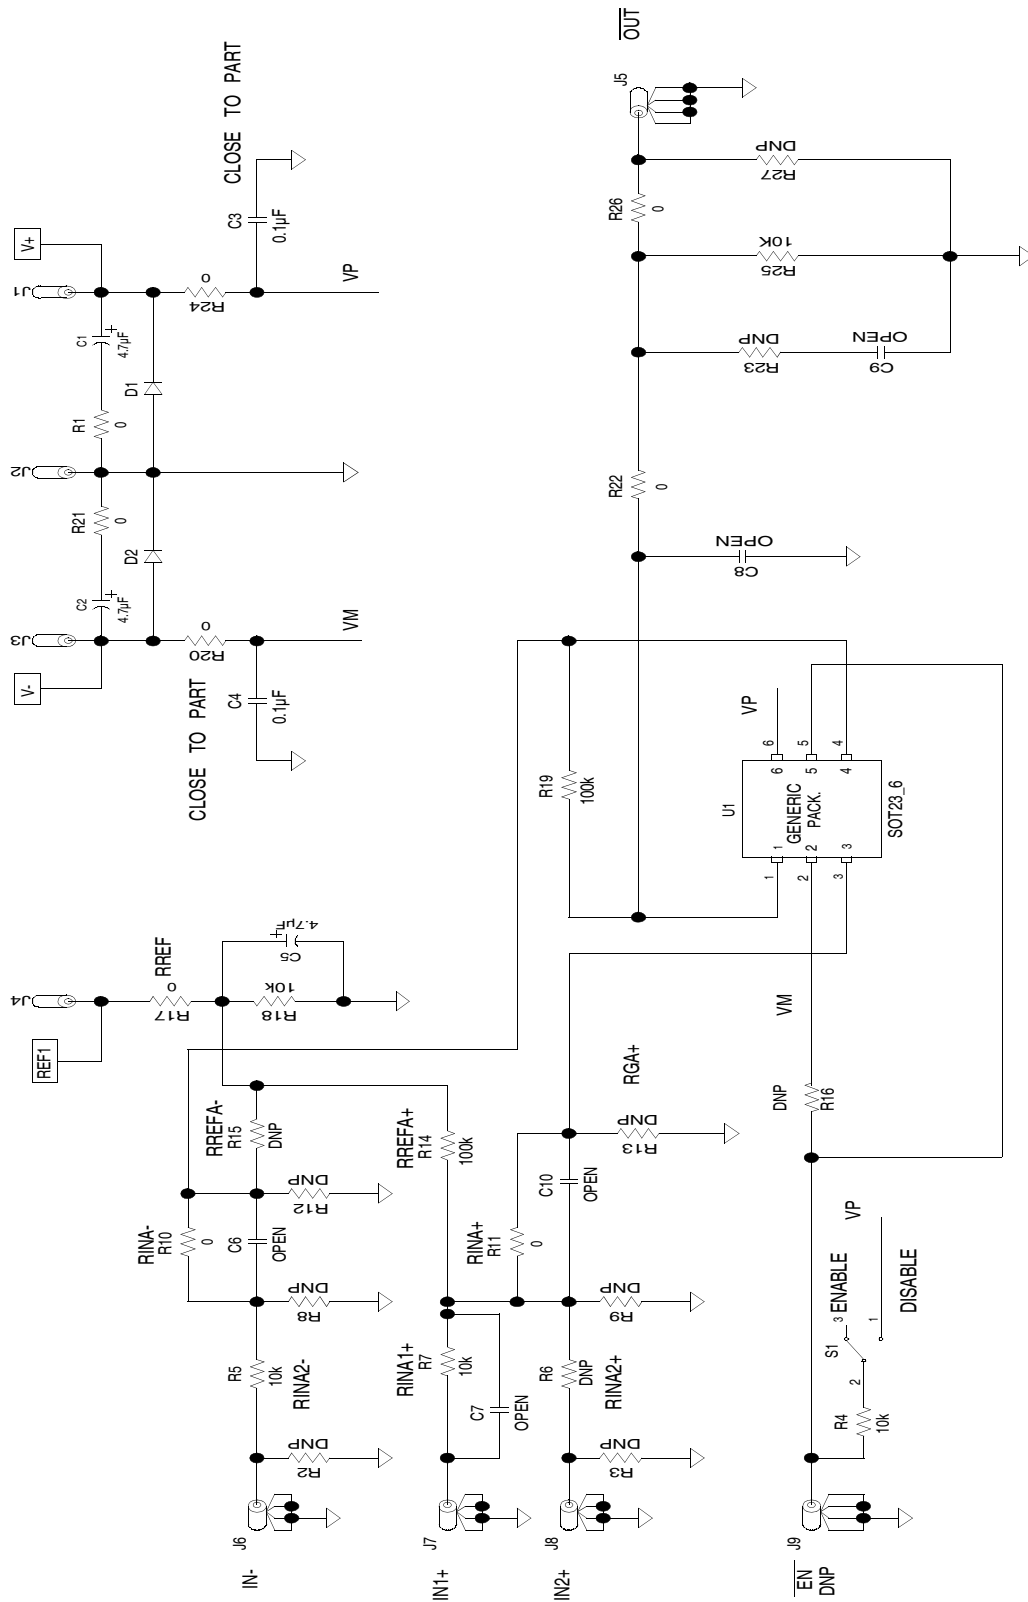 OUT
J5
R26
0
R27
DNP
R25
10K
R23
DNP
C9
OPEN
R22
0
C8
OPEN
CLOSE TO PART
C3
0.1µF
V+
J1
R24
0
VP
C1
+
4.7µF
D1
R1
0
J2
R21
0
D2
C2
+
4.7µF
J3
R20
0
VM
V-
C4
0.1µF
CLOSE TO PART
R19
100k
VP
6
5
4
6
5
4
U1
GENERIC
PACK.
SOT23_6
1
2
3
1
2
3
J4
REF1
RREF
R17
0
R18
10k
C5
+
4.7µF
VM
DNP
R16
RREFA-
R15
DNP
RREFA+
R14
100k
RGA+
R13
DNP
R12
DNP
RINA-
R10
0
C6
OPEN
RINA+
R11
0
C10
OPEN
R8
DNP
R9
DNP
R5
10k
RINA2-
RINA1+
R7
10k
C7
OPEN
R6
DNP
RINA2+
R2
DNP
R3
DNP
S1
3
ENABLE
1
VP
DISABLE
2
R4
10k
J6
IN-
J7
IN1+
J8
IN2+
J9
EN
DNP